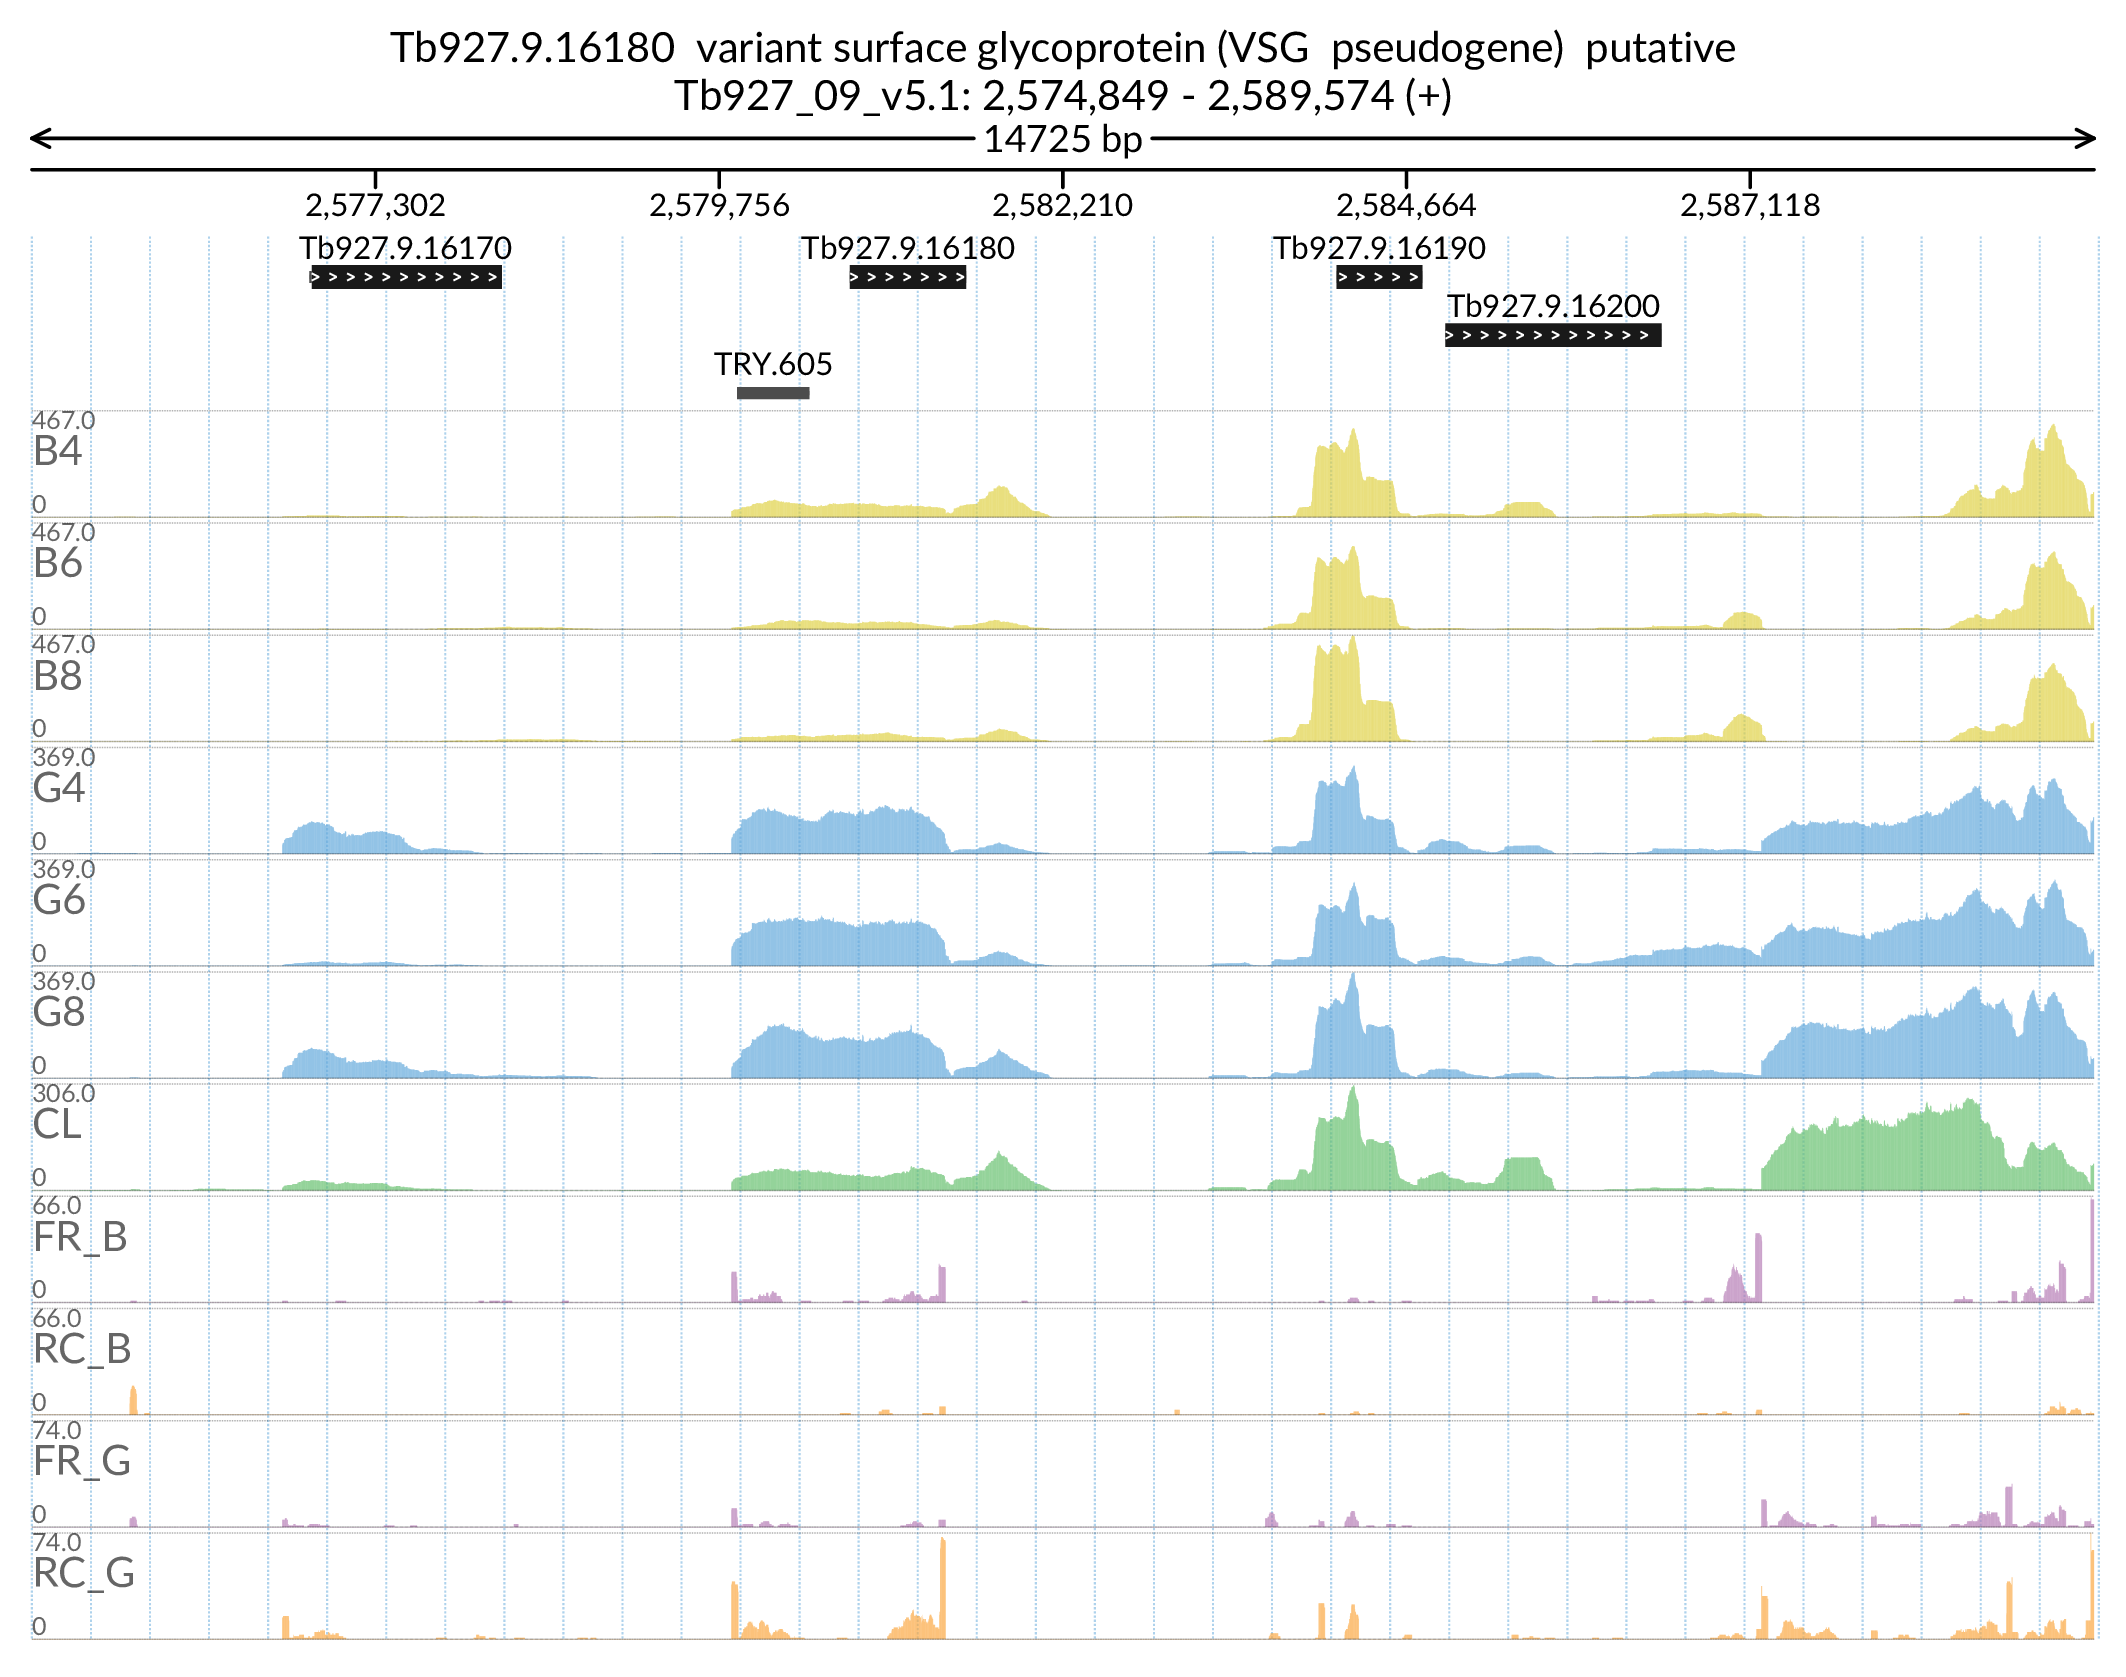 Tb927.9.16180  variant surface glycoprotein (VSG  pseudogene)  putative
Tb927_09_v5.1: 2,574,849 - 2,589,574 (+)
14725 bp
2,577,302 2,579,756 2,582,210 2,584,664 2,587,118
Tb927.9.16170 Tb927.9.16180 Tb927.9.16190
Tb927.9.16200
TRY.605
467.0
B4
0
467.0
B6
0
467.0
B8
0
369.0
G4
0
369.0
G6
0
369.0
G8
0
306.0
CL
0
66.0
FR_B
0
66.0
RC_B
0
74.0
FR_G
0
74.0
RC_G
0